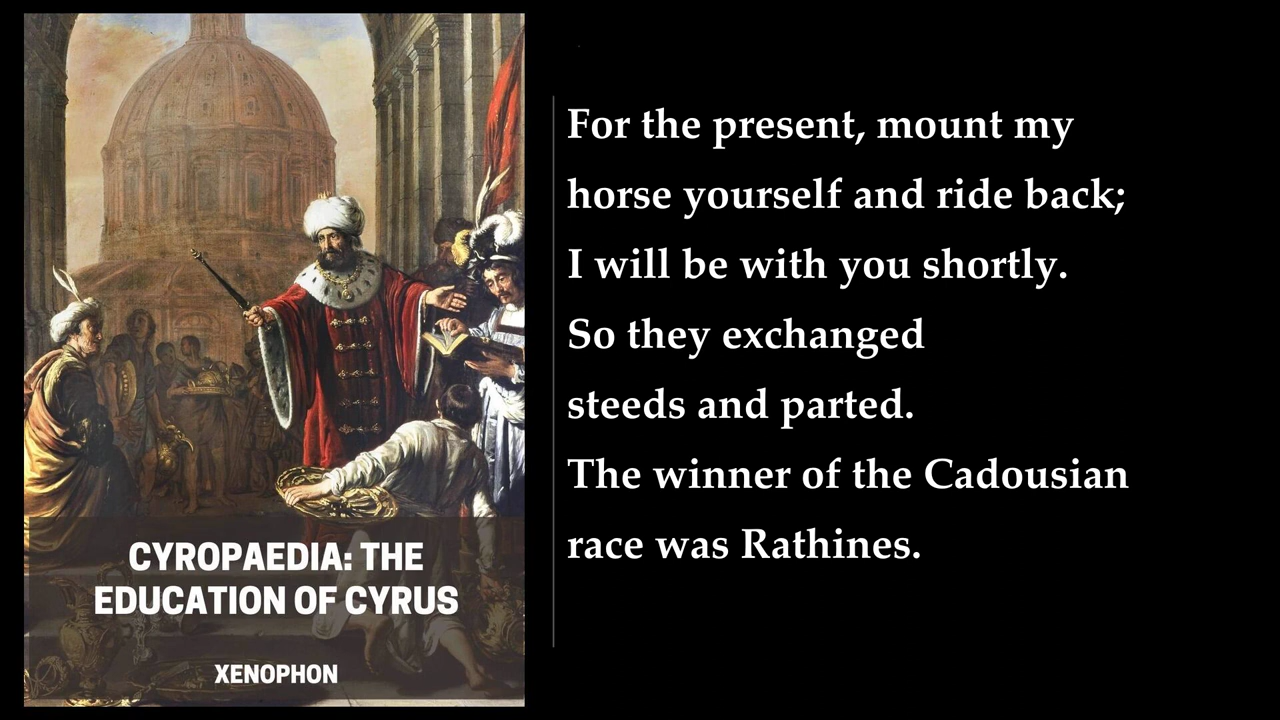 CYROPAEDIA: THE
EDUCATION OF CYRUS
XENOPHON
For the present, mount my
horse yourself and ride back;
I will be with you shortly.
So they exchanged
steeds and parted.
The winner of the Cadousian
race was Rathines.